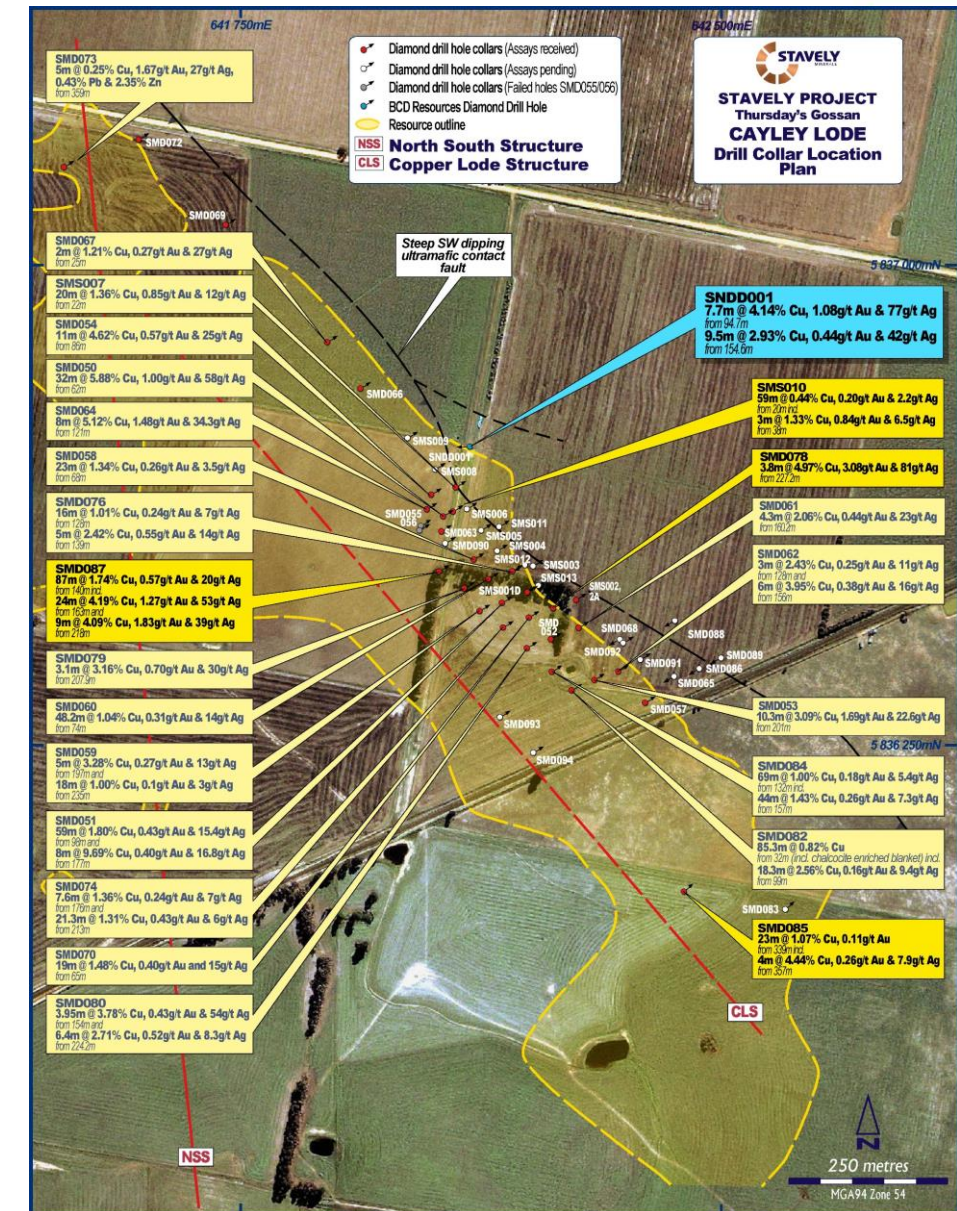 641 750mE
642 500mE
Diamond drill hole collars (Assays received)
Diamond drill hole collars (Assays pending)
Diamond drill hole collars (Failed holes SMD055/056)
BCD Resources Diamond Drill Hole
Resource outline
NSS North South Structure
CLS Copper Lode Structure
STAVELY
MINERALS
STAVELY PROJECT
Thursday's Gossan
CAYLEY LODE
Drill Collar Location
Plan
SMD073
5m @ 0.25% Cu, 1.67g/t Au, 27g/t Ag,
0.43% Pb & 2.35% Zn
from 359m
SMD072
SMD069
Steep SW dipping
ultramafic contact
fault
5 837 000mN
SMD067
2m @ 1.21% Cu, 0.27g/t Au & 27g/t Ag
from 25m
SMS007
20m @ 1.36% Cu, 0.85g/t Au & 12g/t Ag
from 22m
SMD054
11m @ 4.62% Cu, 0.57g/t Au & 25g/t Ag
from 86m
SMD050
32m @ 5.88% Cu, 1.00g/t Au & 58g/t Ag
from 62m
SMD064
8m @ 5.12% Cu, 1.48g/t Au & 34.3g/t Ag
from 121m
SMD058
23m @ 1.34% Cu, 0.26g/t Au & 3.5g/t Ag
from 68m
SMD076
16m @ 1.01% Cu, 0.24g/t Au & 7g/t Ag
from 128m
5m @ 2.42% Cu, 0.55g/t Au & 14g/t Ag
from 139m
SMD087
87m @ 1.74% Cu, 0.57g/t Au & 20g/t Ag
from 140m incl.
24m @ 4.19% Cu, 1.27g/t Au & 53g/t Ag
from 163m and
9m @ 4.09% Cu, 1.83g/t Au & 39g/t Ag
from 218m
SMD079
3.1m @ 3.16% Cu, 0.70g/t Au & 30g/t Ag
from 207.9m
SMD060
48.2m @ 1.04% Cu, 0.31g/t Au & 14g/t Ag
from 74m
SMD059
5m @ 3.28% Cu, 0.27g/t Au & 13g/t Ag
from 197m and
18m @ 1.00% Cu, 0.1g/t Au & 3g/t Ag
from 235m
SMD051
59m @ 1.80% Cu, 0.43g/t Au & 15.4g/t Ag
from 98m and
8m @ 9.69% Cu, 0.40g/t Au & 16.8g/t Ag
from 177m
SMD074
7.6m @ 1.36% Cu, 0.24g/t Au & 7g/t Ag
from 176m and
21.3m @ 1.31% Cu, 0.43g/t Au & 6g/t Ag
from 213m
SMD070
19m @ 1.48% Cu, 0.40g/t Au and 15g/t Ag
from 65m
SMD080
3.95m @ 3.78% Cu, 0.43g/t Au & 54g/t Ag
from 154m and
6.4m @ 2.71% Cu, 0.52g/t Au & 8.3g/t Ag
from 224.2m
SMD066
SMS009
SNDD001
SMS008
SMD055
056
SMS006
SMS011
SMD063
SMS005
SMD090
SMS004
SMS012
SMS003
SMS013
SMS001D
SMS002,
2A
SMD
052
SMD068
SMD092
SMD088
SMD089
SMD091
SMD086
SMD065
SMD057
SMD093
SMD094
SMD083
SNDD001
7.7m @ 4.14% Cu, 1.08g/t Au & 77g/t Ag
from 94.7m
9.5m @ 2.93% Cu, 0.44g/t Au & 42g/t Ag
from 154.6m
SMS010
59m @ 0.44% Cu, 0.20g/t Au & 2.2g/t Ag
from 20m incl.
3m @ 1.33% Cu, 0.84g/t Au & 6.5g/t Ag
from 38m
SMD078
3.8m @ 4.97% Cu, 3.08g/t Au & 81g/t Ag
from 227.2m
SMD061
4.3m @ 2.06% Cu, 0.44g/t Au & 23g/t Ag
from 160.2m
SMD062
3m @ 2.43% Cu, 0.25g/t Au & 11g/t Ag
from 128m and
6m @ 3.95% Cu, 0.38g/t Au & 16g/t Ag
from 156m
SMD053
10.3m @ 3.09% Cu, 1.69g/t Au & 22.6g/t Ag
from 201m
5 836 250mN
SMD084
69m @ 1.00% Cu, 0.18g/t Au & 5.4g/t Ag
from 132m incl.
44m @ 1.43% Cu, 0.26g/t Au & 7.3g/t Ag
from 157m
SMD082
85.3m @ 0.82% Cu
from 32m (incl. chalcocite enriched blanket) incl.
18.3m @ 2.56% Cu, 0.16g/t Au & 9.4g/t Ag
from 99m
SMD085
23m @ 1.07% Cu, 0.11g/t Au
from 339m incl.
4m @ 4.44% Cu, 0.26g/t Au & 7.9g/t Ag
from 357m
CLS
NSS
N
250 metres
MGA94 Zone 54